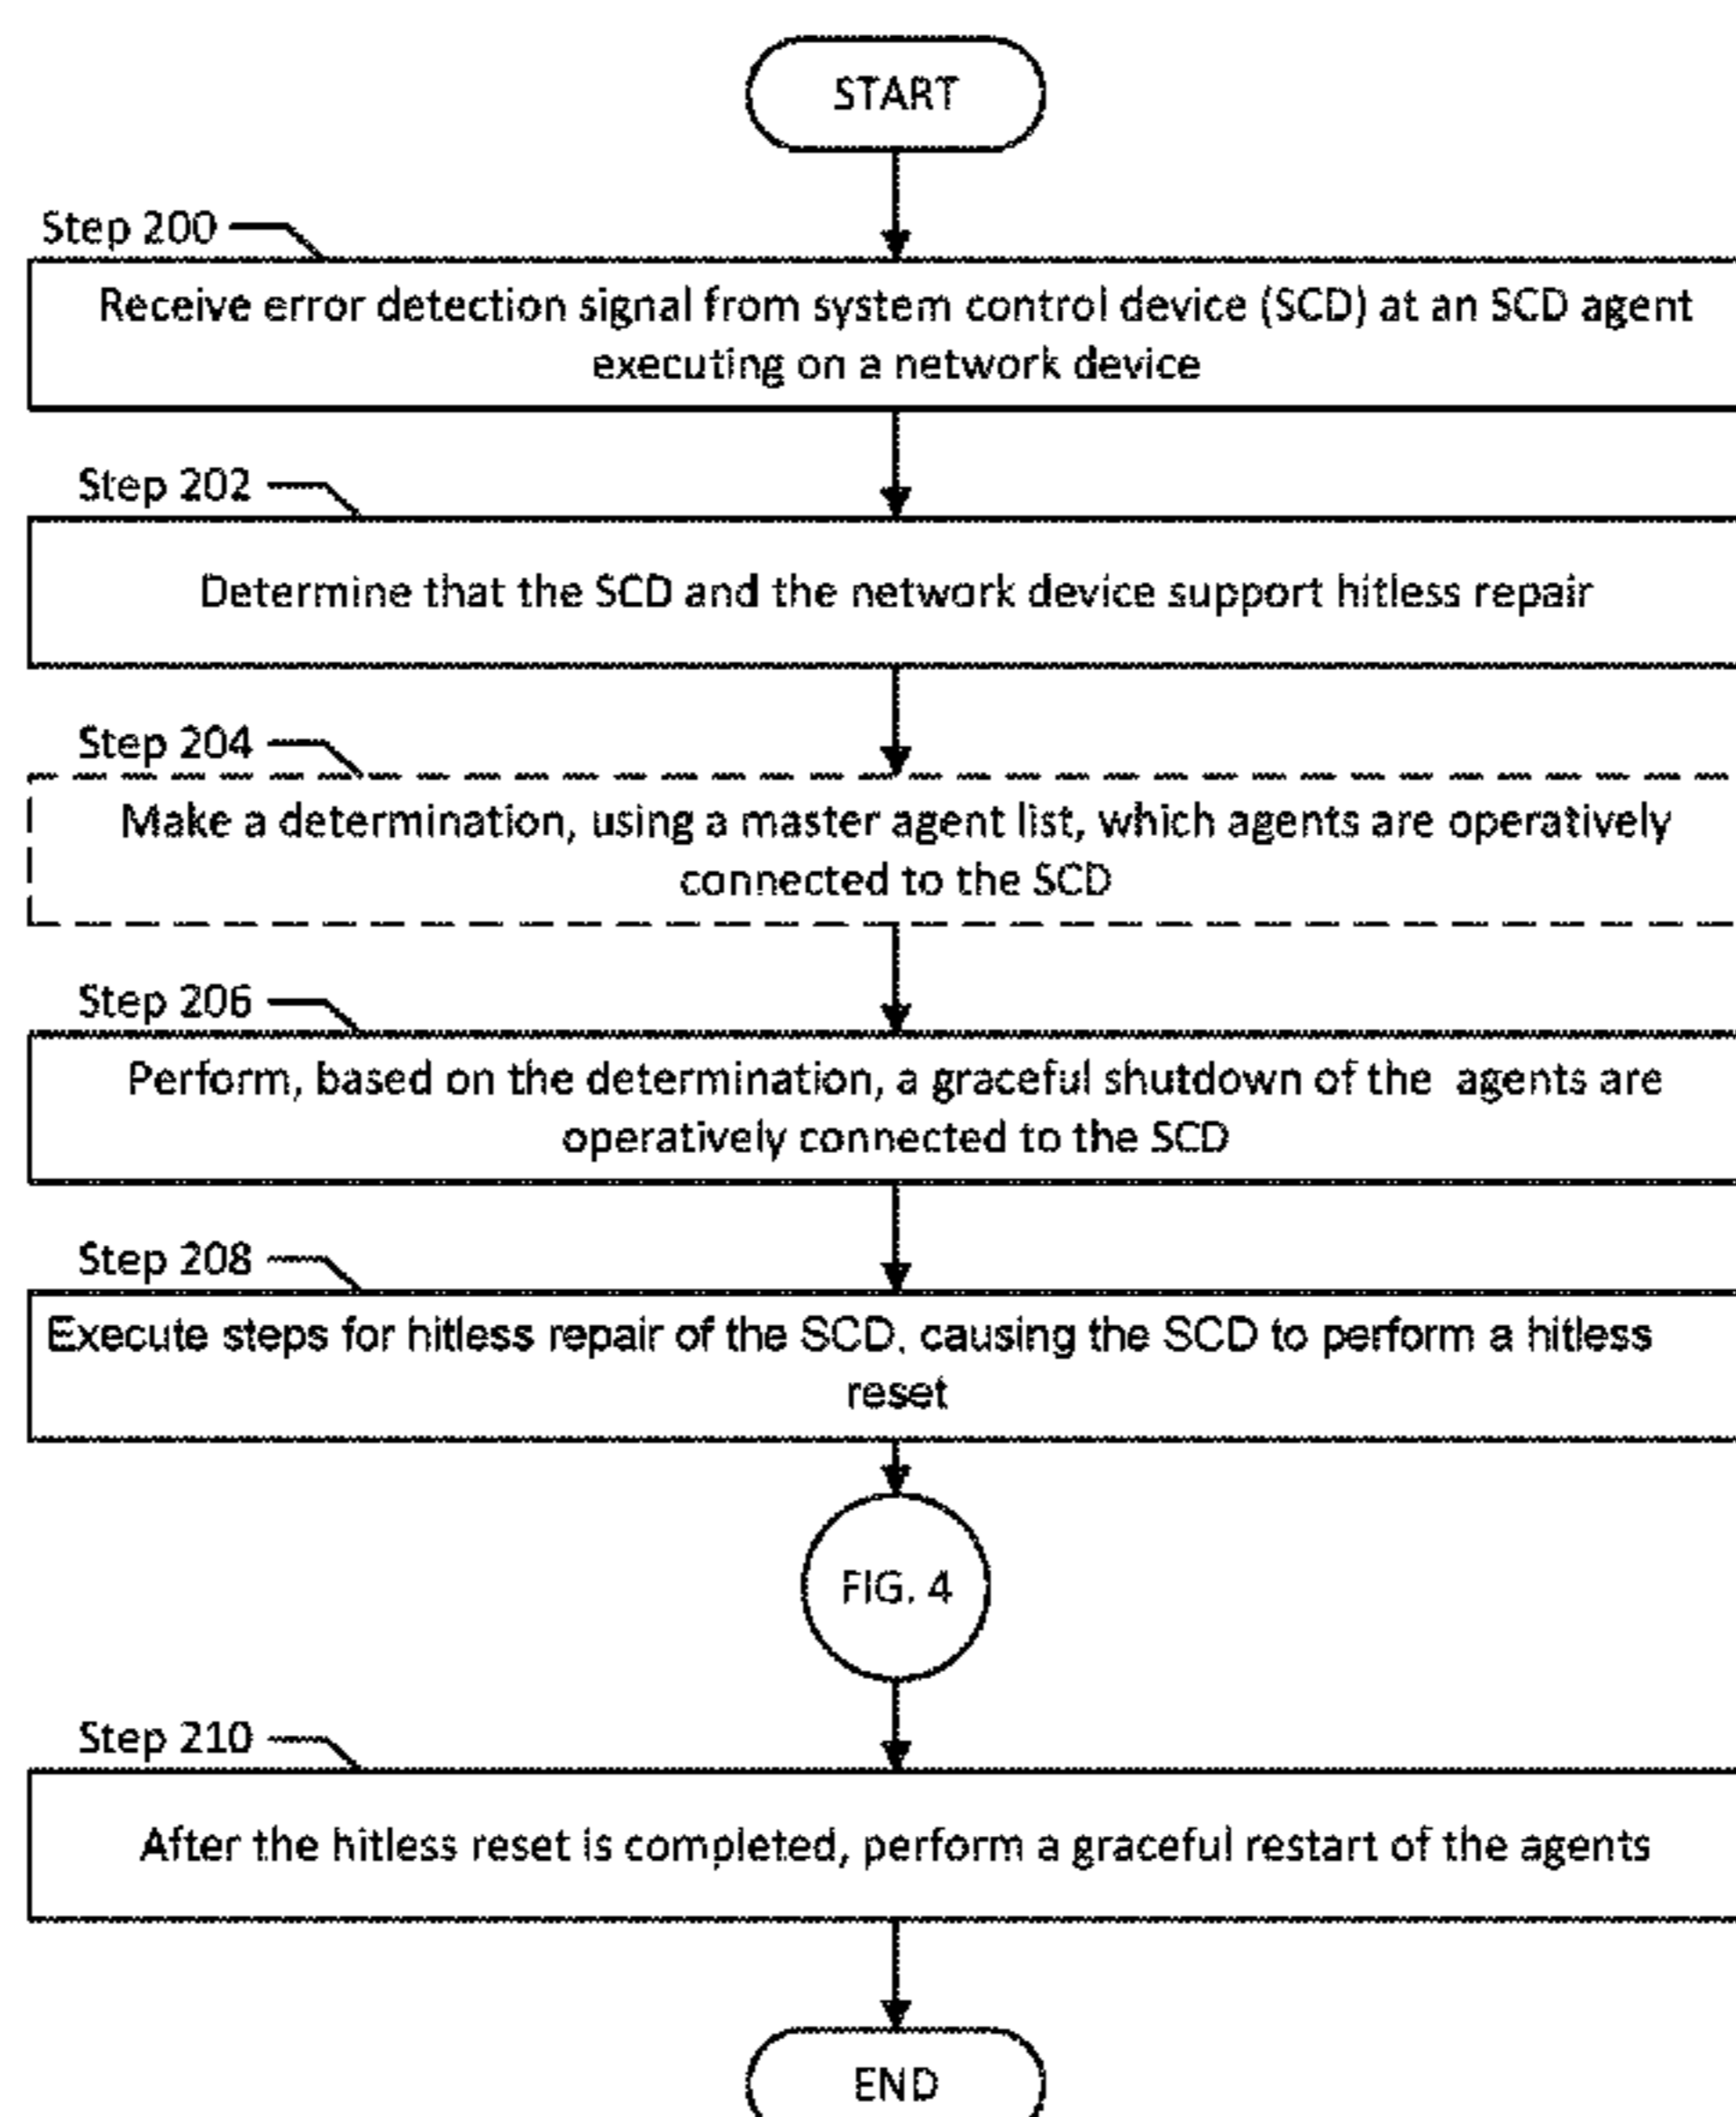 START
Step 200
Receive error detection signal from system control device (SCD) at an SCD agent
executing on a network device
Step 202
Determine that the SCD and the network device support hitless repair
Step 204
Make a determination, using a master agent list, which agents are operatively
connected to the SCD
Step 206
Perform, based on the determination, a graceful shutdown of the agents are
operatively connected to the SCD
Step 208
Execute steps for hitless repair of the SCD, causing the SCD to perform a hitless
reset
FIG. 4
Step 210
After the hitless reset is completed, perform a graceful restart of the agents
END